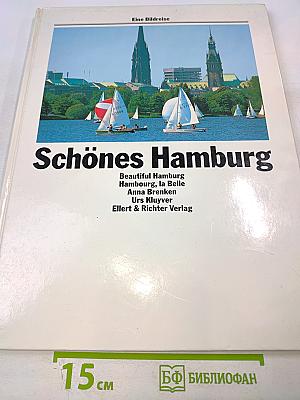 Eine Bildreise
Schönes Hamburg
Beautiful Hamburg
Hambourg, la Belle
Anna Brenken
Urs Kluyver
Ellert & Richter Verlag
15 см
БФ БИБЛИОФАН